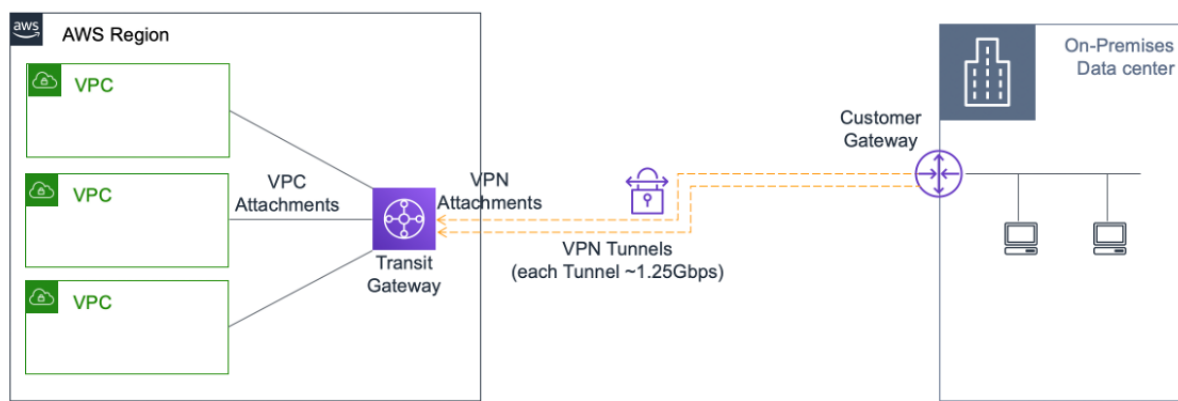 aws
AWS Region
VPC
VPC
VPC
VPC
Attachments
Transit
Gateway
VPN
Attachments
VPN Tunnels
(each Tunnel ~1.25Gbps)
Customer
Gateway
On-Premises
Data center